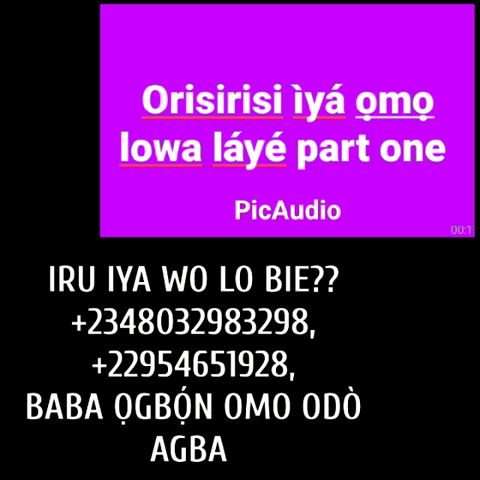 Orisirisi ìyá ọmọ
lowa láyé part one
PicAudio
00:1
IRU IYA WO LO BIE??
+2348032983298,
+22954651928,
BABA ỌGBỌ́N OMO ODÒ
AGBA